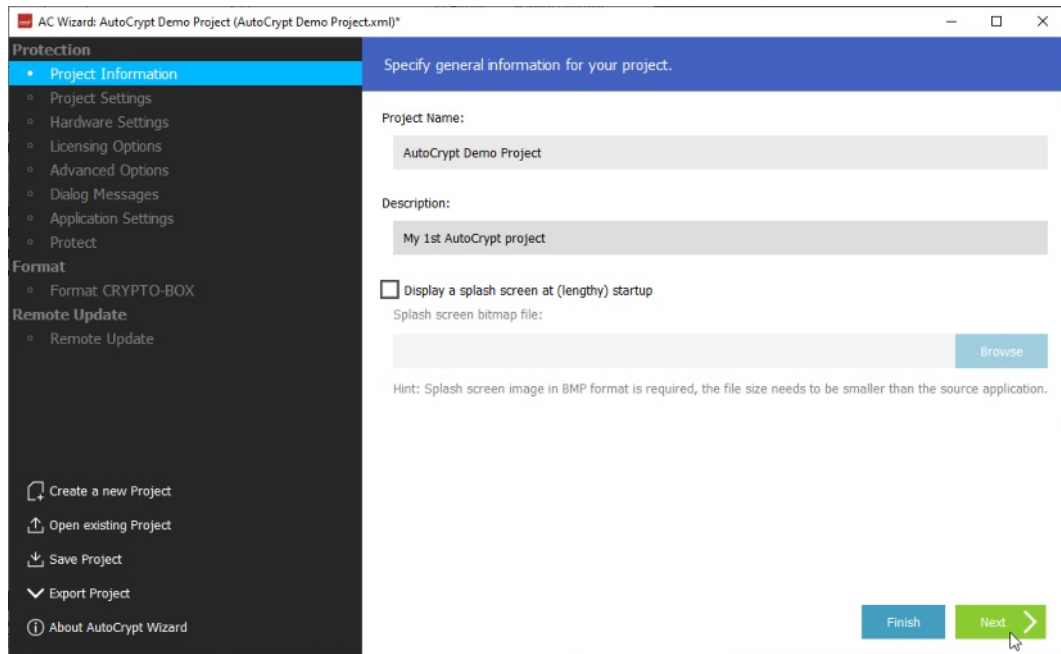 AC Wizard: AutoCrypt Demo Project (AutoCrypt Demo Project.xml)*
Protection
Project Information
Project Settings
Hardware Settings
Licensing Options
Advanced Options
Dialog Messages
Application Settings
Protect
Format
Format CRYPTO-BOX
Remote Update
Remote Update
Create a new Project
Open existing Project
Save Project
Export Project
About AutoCrypt Wizard
Specify general information for your project.
Project Name:
AutoCrypt Demo Project
Description:
My 1st AutoCrypt project
Display a splash screen at (lengthy) startup
Splash screen bitmap file:
Browse
Hint: Splash screen image in BMP format is required, the file size needs to be smaller than the source application.
Finish
Next